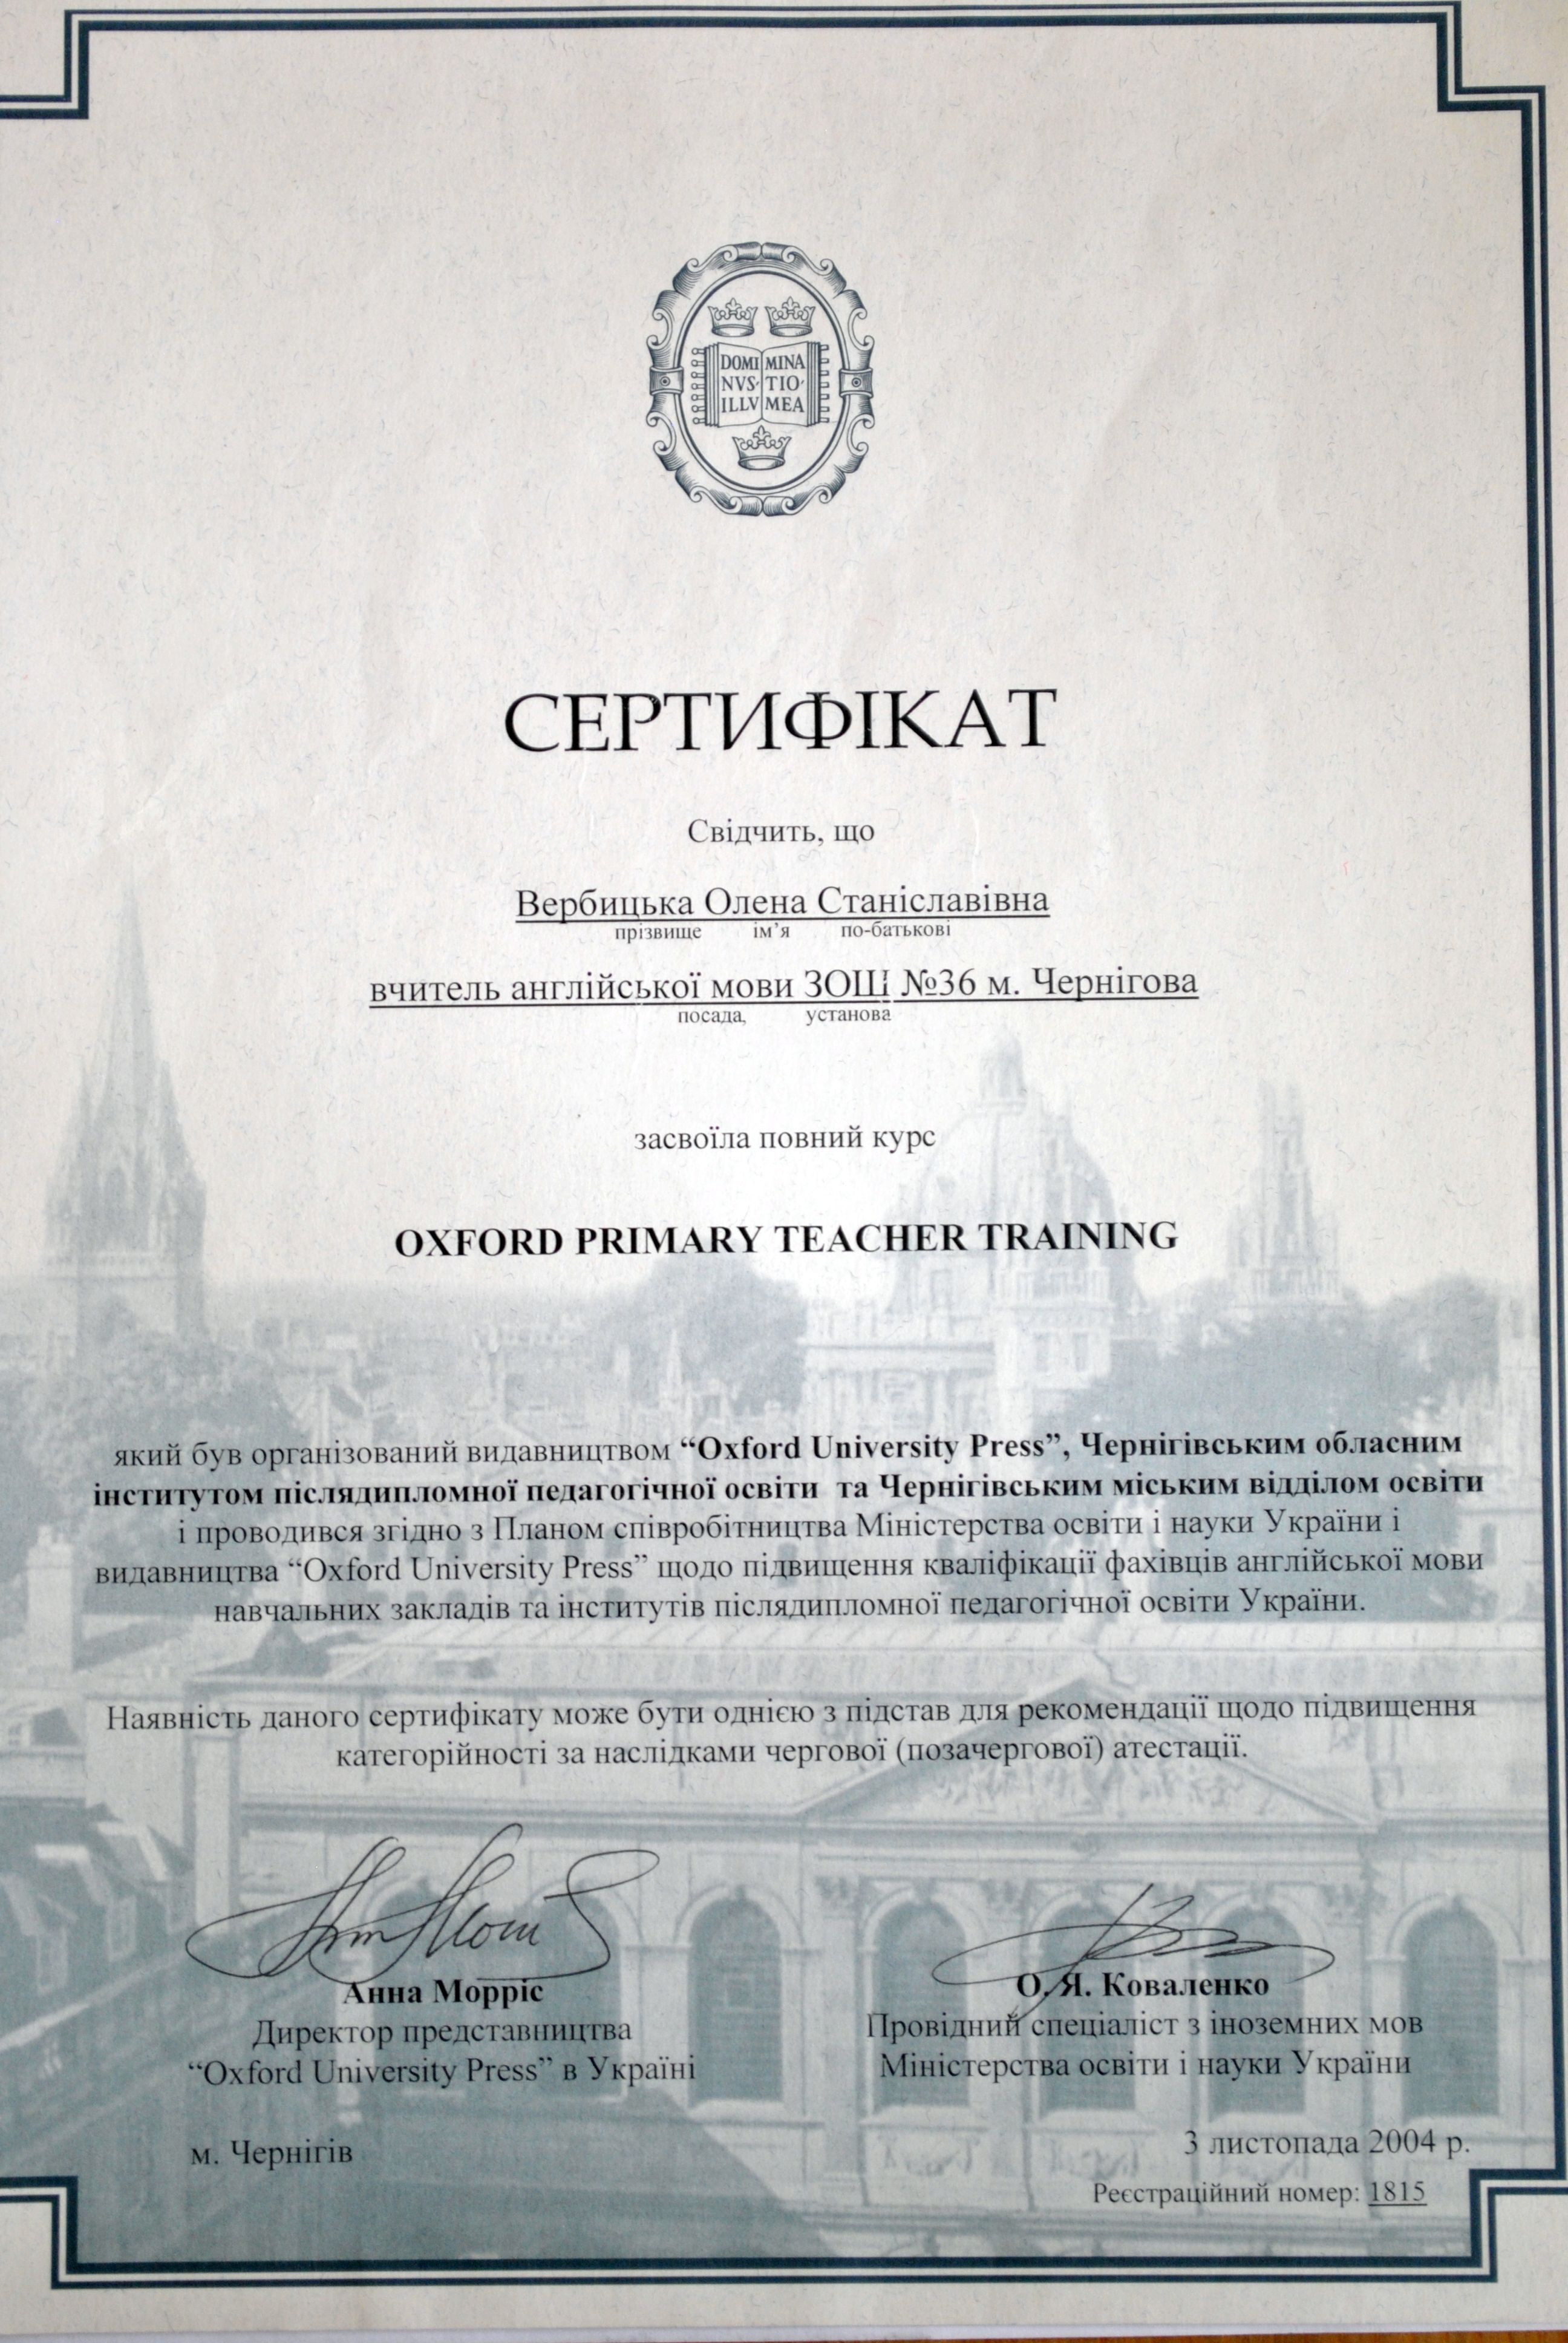 DOMI MINA
NVS TIO
ILLV MEA
СЕРТИФІКАТ
Свідчить, що
Вербицька Олена Станіславівна
прізвище ім’я по-батькові
вчитель англійської мови ЗОШ №36 м. Чернігова
посада, установа
засвоїла повний курс
OXFORD PRIMARY TEACHER TRAINING
який був організований видавництвом “Oxford University Press”, Чернігівським обласним
інститутом післядипломної педагогічної освіти та Чернігівським міським відділом освіти
і проводився згідно з Планом співробітництва Міністерства освіти і науки України і
видавництва “Oxford University Press” щодо підвищення кваліфікації фахівців англійської мови
навчальних закладів та інститутів післядипломної педагогічної освіти України.
Наявність даного сертифікату може бути однією з підстав для рекомендації щодо підвищення
категорійності за наслідками чергової (позачергової) атестації.
Анна Морріс
Директор представництва
“Oxford University Press” в Україні
м. Чернігів
О.Я. Коваленко
Провідний спеціаліст з іноземних мов
Міністерства освіти і науки України
3 листопада 2004 р.
Реєстраційний номер: 1815